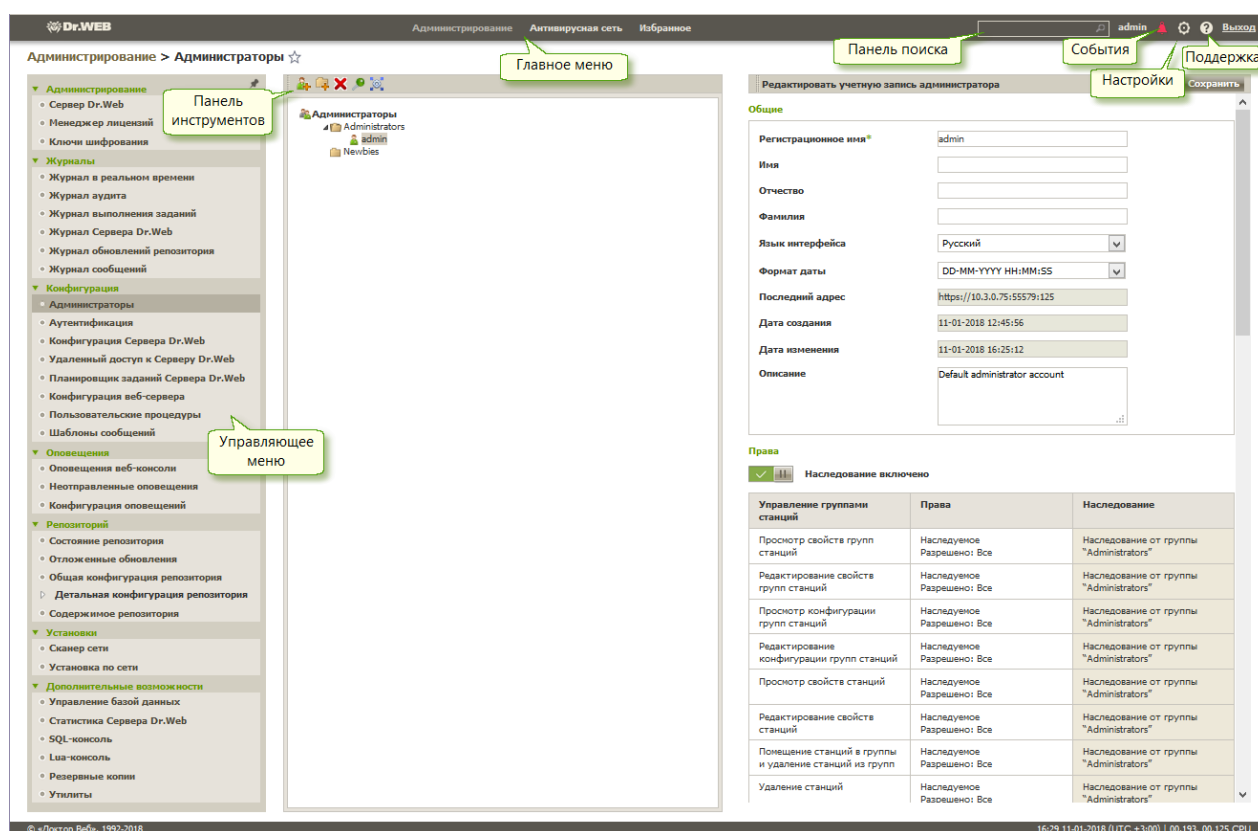 Dr.WEB
Администрирование Антивирусная сеть Избранное
admin Выход
Панель поиска
События
Поддержка
Главное меню
Настройки
Администрирование > Администраторы
Администрирование
Сервер Dr.Web
Менеджер лицензий
Ключи шифрования
Журналы
Журнал в реальном времени
Журнал аудита
Журнал выполнения заданий
Журнал Сервера Dr.Web
Журнал обновлений репозитория
Журнал сообщений
Конфигурация
Администраторы
Аутентификация
Конфигурация Сервера Dr.Web
Удаленный доступ к Серверу Dr.Web
Планировщик заданий Сервера Dr.Web
Конфигурация веб-сервера
Пользовательские процедуры
Шаблоны сообщений
Оповещения
Оповещения веб-консоли
Неотправленные оповещения
Конфигурация оповещений
Репозиторий
Состояние репозитория
Отложенные обновления
Общая конфигурация репозитория
Детальная конфигурация репозитория
Содержимое репозитория
Установки
Сканер сети
Установка по сети
Дополнительные возможности
Управление базой данных
Статистика Сервера Dr.Web
SQL-консоль
Lua-консоль
Резервные копии
Утилиты
Панель
инструментов
Управляющее
меню
Администраторы
Administrators
admin
Newbies
Редактировать учетную запись администратора
Сохранить
Общие
Регистрационное имя* admin
Имя
Отчество
Фамилия
Язык интерфейса Русский
Формат даты DD-MM-YYYY HH:MM:SS
Последний адрес https://10.3.0.75:55579:125
Дата создания 11-01-2018 12:45:56
Дата изменения 11-01-2018 16:25:12
Описание Default administrator account
Права
Наследование включено
Управление группами Права Наследование
станций
Просмотр свойств групп Наследуемое Наследование от группы
станций Разрешено: Все "Administrators"
Редактирование свойств Наследуемое Наследование от группы
групп станций Разрешено: Все "Administrators"
Просмотр конфигурации Наследуемое Наследование от группы
групп станций Разрешено: Все "Administrators"
Редактирование Наследуемое Наследование от группы
конфигурации групп станций Разрешено: Все "Administrators"
Просмотр свойств станций Наследуемое Наследование от группы
Разрешено: Все "Administrators"
Редактирование свойств Наследуемое Наследование от группы
станций Разрешено: Все "Administrators"
Помещение станций в группы Наследуемое Наследование от группы
и удаление станций из групп Разрешено: Все "Administrators"
Удаление станций Наследуемое Наследование от группы
Разрешено: Все "Administrators"
© «Доктор Веб», 1992-2018
16:29 11-01-2018 (UTC +3:00) | 00.193, 00.125 CPU